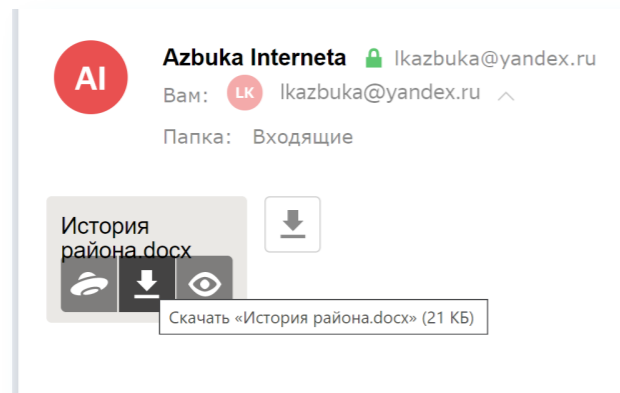 AI
Azbuka Interneta lkazbuka@yandex.ru
Вам: LK lkazbuka@yandex.ru
Папка: Входящие
История
района.docx
Скачать «История района.docx» (21 КБ)